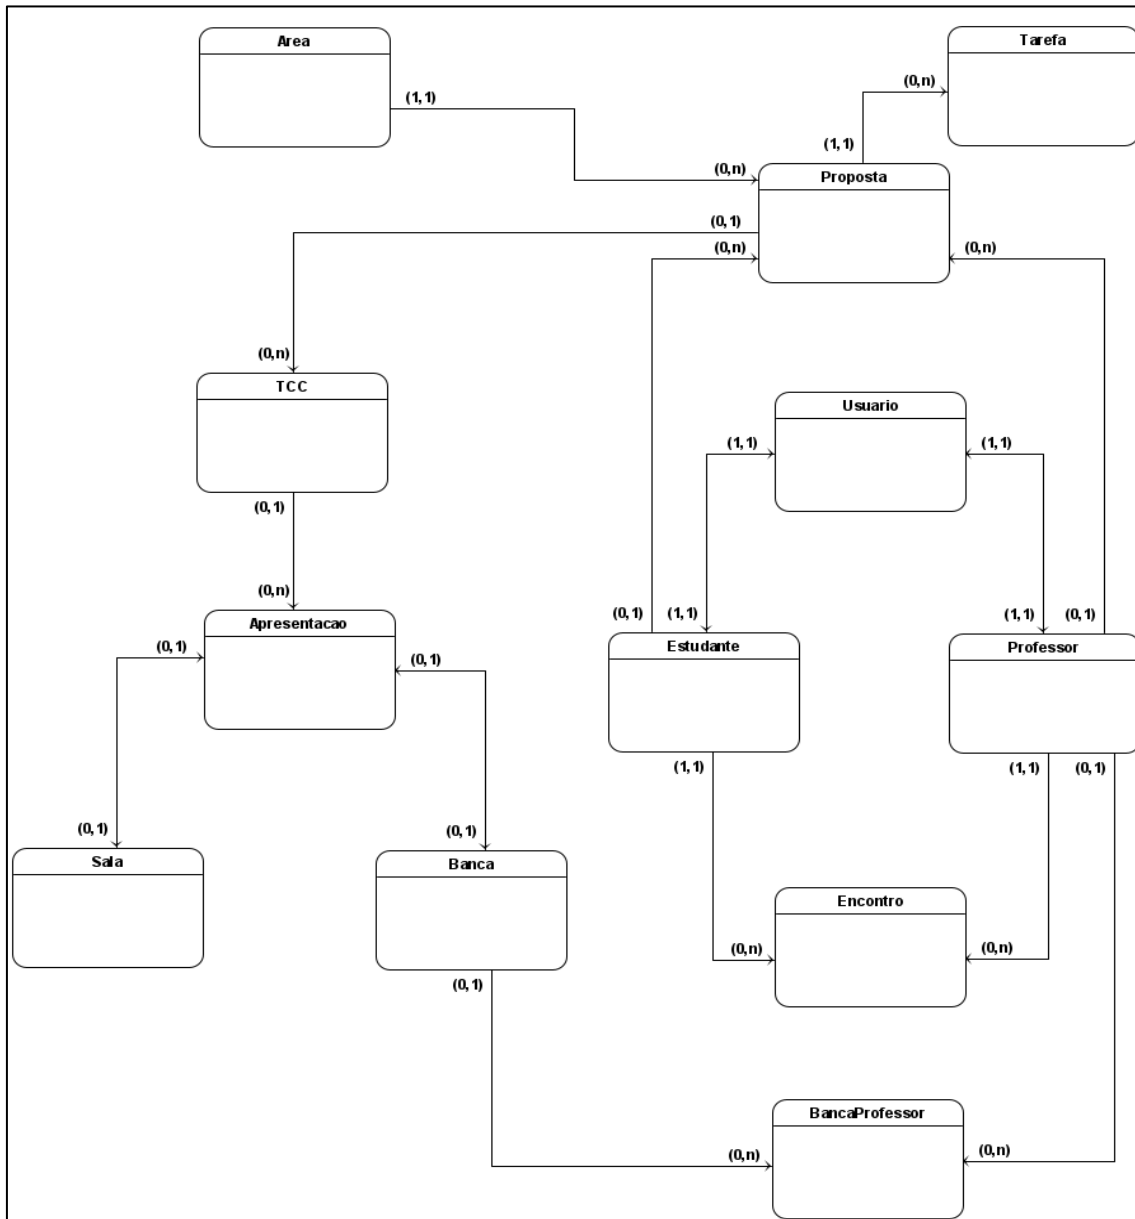 Area
Tarefa
(1,1)
(0,n)
(1,1)
(0,n)
Proposta
(0,1)
(0,n)
(0,n)
(0,n)
TCC
Usuario
(1,1)
(1,1)
(0,1)
(0,n)
Apresentacao
(0,1)
(1,1)
(1,1)
(0,1)
(0,1)
(0,1)
Estudante
Professor
(1,1)
(1,1)
(0,1)
(0,1)
(0,1)
Sala
Banca
Encontro
(0,n)
(0,n)
(0,1)
BancaProfessor
(0,n)
(0,n)